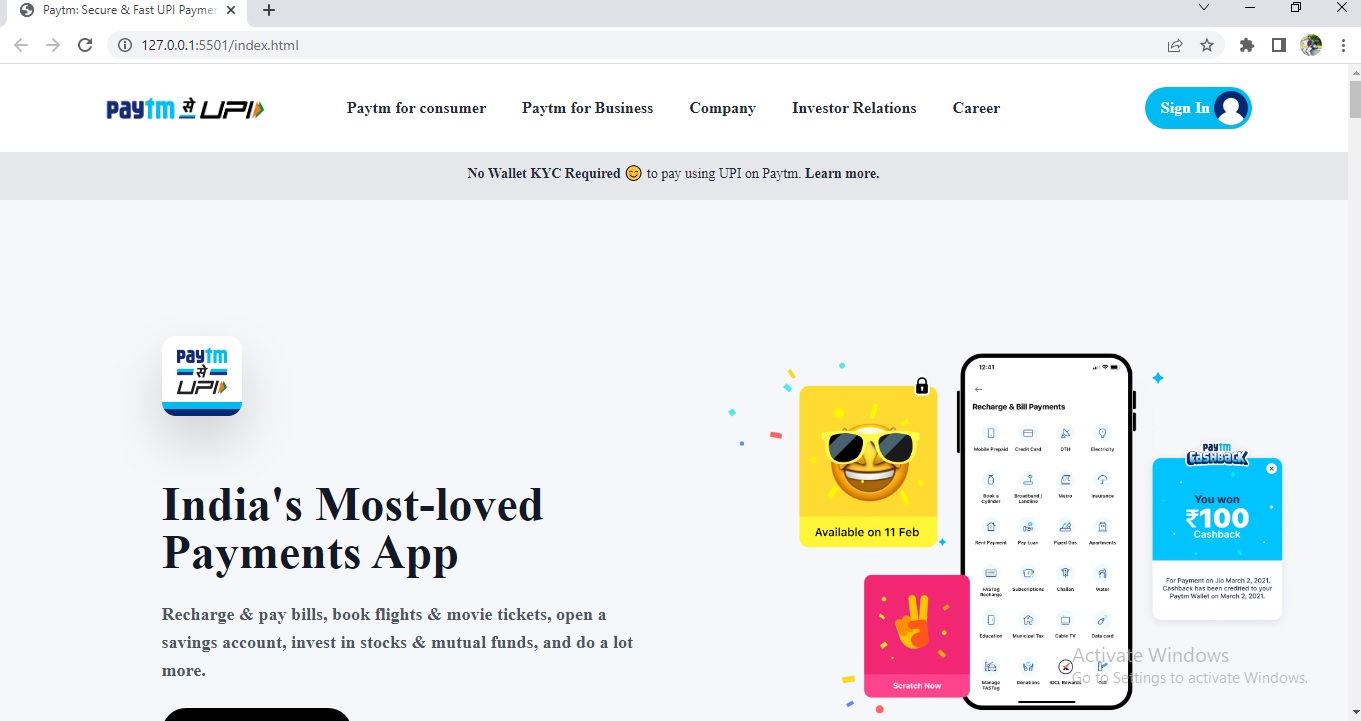 Paytm: Secure & Fast UPI Paymen
127.0.0.1:5501/index.html
paytm से UPI
Paytm for consumer
Paytm for Business
Company
Investor Relations
Career
Sign In
No Wallet KYC Required 😊 to pay using UPI on Paytm. Learn more.
paytm
से
UPI
India's Most-loved
Payments App
Recharge & pay bills, book flights & movie tickets, open a
savings account, invest in stocks & mutual funds, and do a lot
more.
Available on 11 Feb
Scratch Now
12:41
Recharge & Bill Payments
Mobile Prepaid
Credit Card
DTH
Electricity
Book a
Cylinder
Broadband /
Landline
Metro
Insurance
Rent Payment
Pay Loan
Piped Gas
Apartments
FASTag
Recharge
Subscriptions
Challan
Water
Education
Municipal Tax
Cable TV
Data card
Manage
FASTag
Donations
IOCL Rewards
Toll
paytm
CASHBACK
You won
₹100
Cashback
For Payment on Jio March 2, 2021.
Cashback has been credited to your
Paytm Wallet on March 2, 2021.
Activate Windows
Go to Settings to activate Windows.